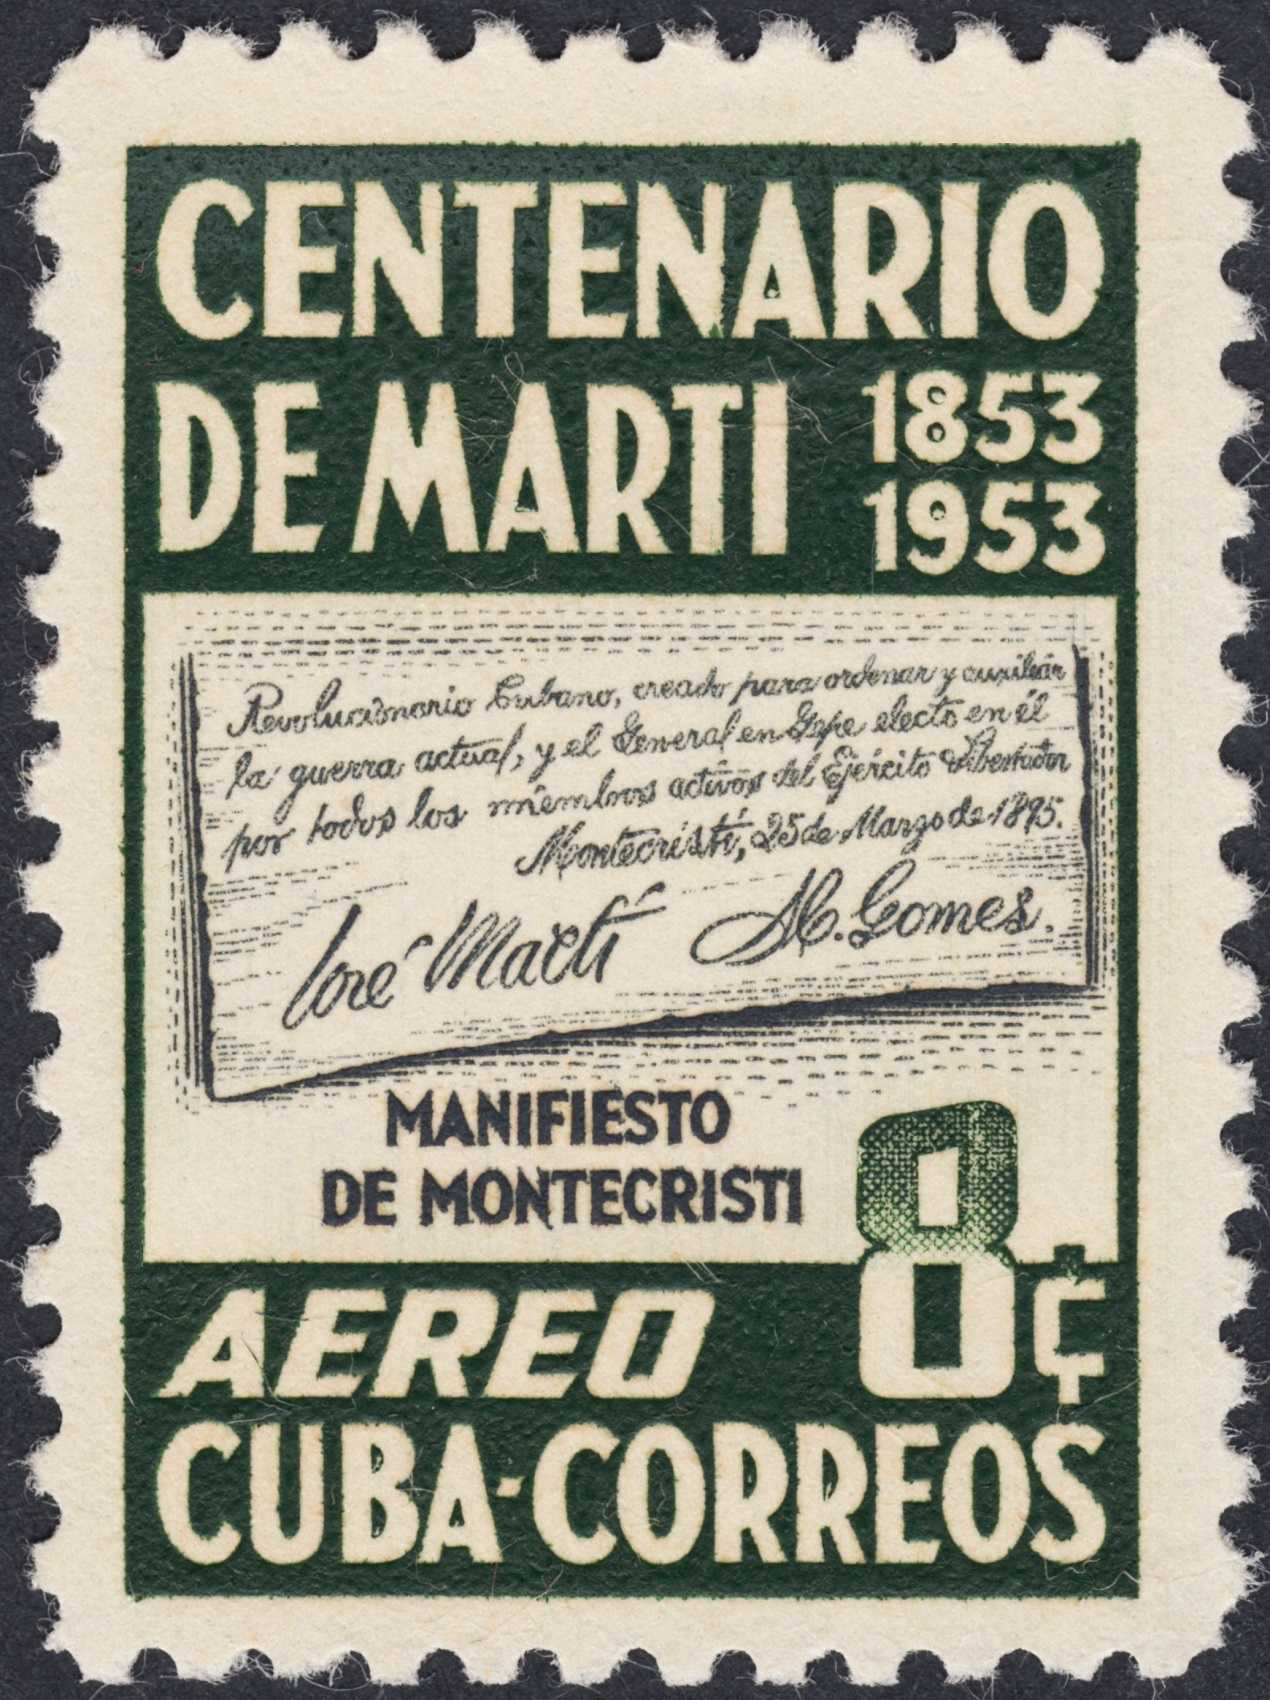 CENTENARIO
DE MARTI
1853
1953
Revolucionario Cubano, creado para ordenar y auxiliar
la guerra actual, y el General en Gefe electo en él
por todos los miembros activos del Ejército Libertador
Montecristi, 25 de Marzo de 1895.
José Martí M. Gomes.
MANIFIESTO
DE MONTECRISTI
8¢
AEREO
CUBA-CORREOS